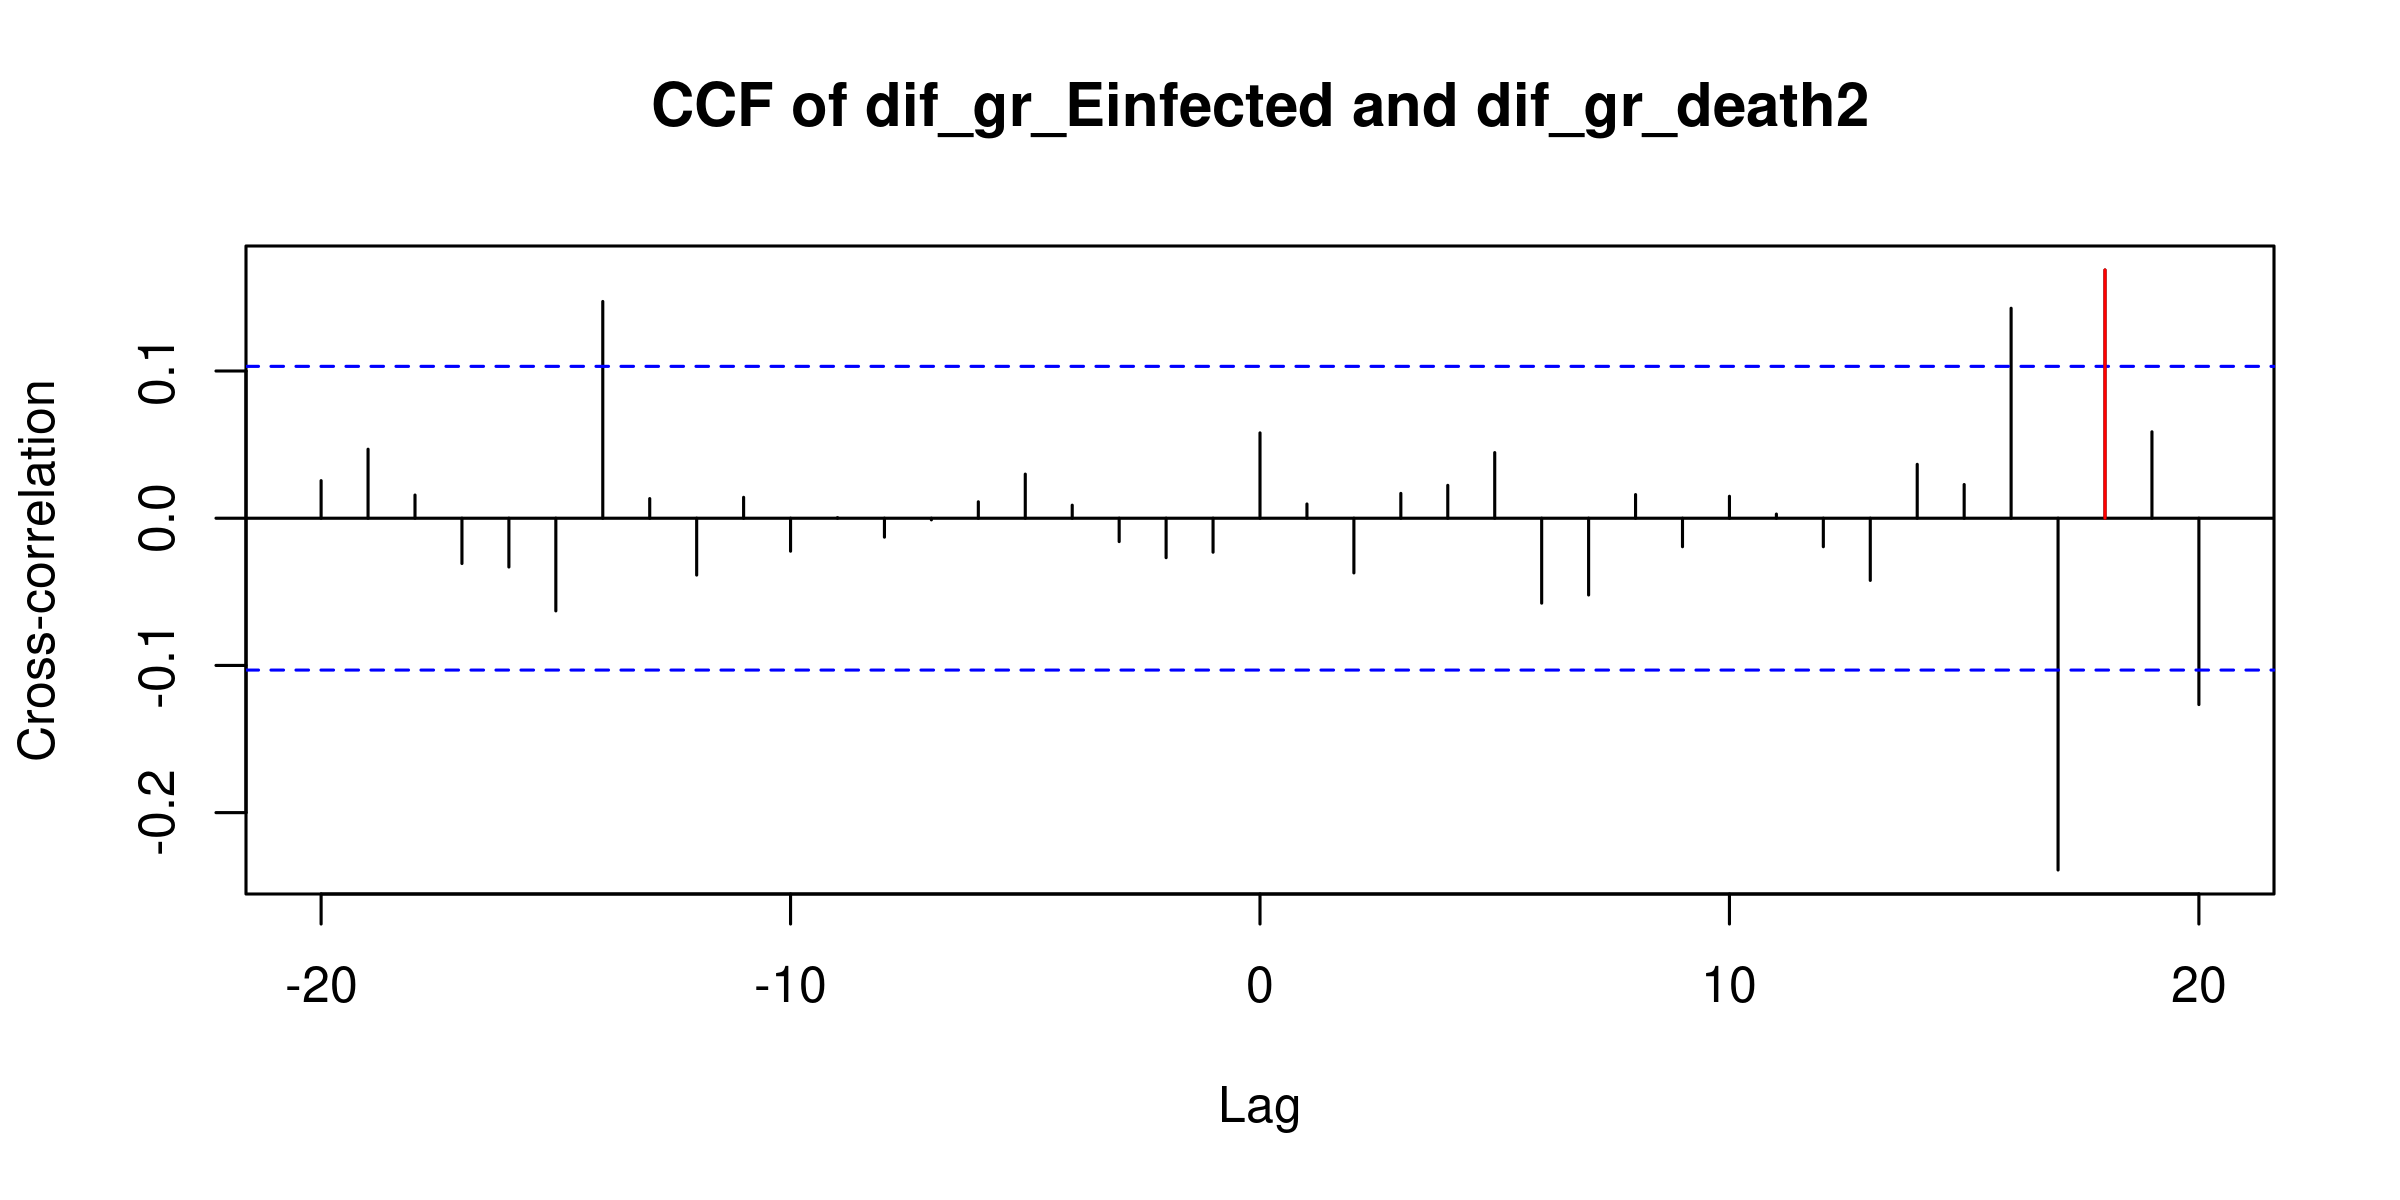 CCF of dif_gr_Einfected and dif_gr_death2
Cross-correlation
0.1
0.0
-0.1
-0.2
-20 -10 0 10 20
Lag